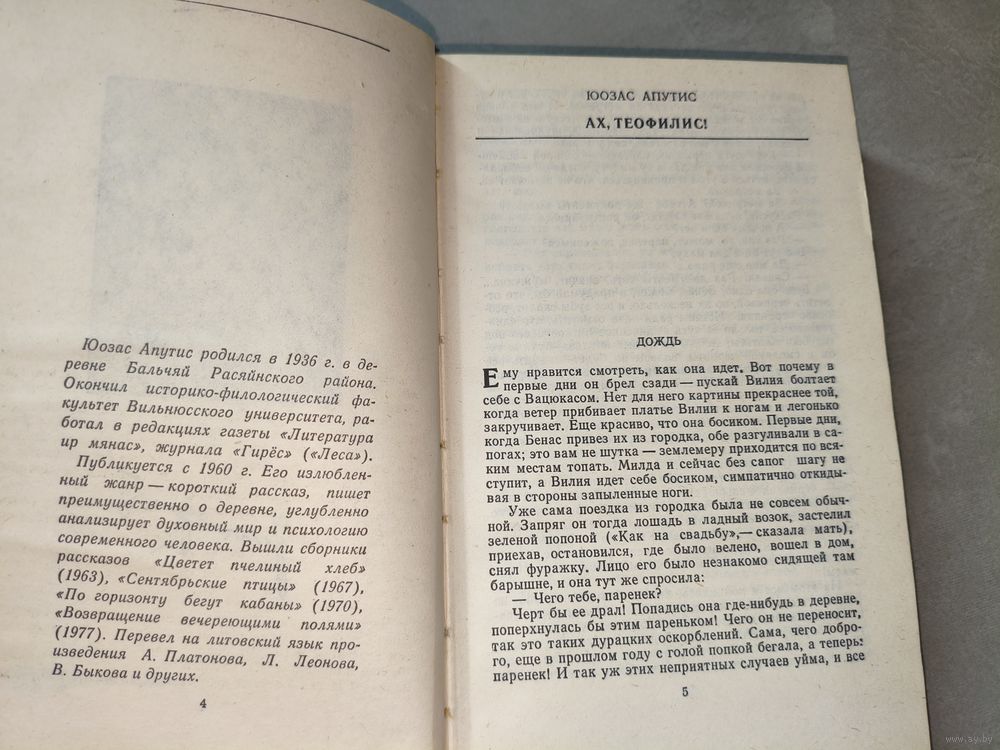 Юозас Апутис родился в 1936 г. в де-
ревне Бальчяй Расяйнского района.
Окончил историко-филологический фа-
культет Вильнюсского университета, ра-
ботал в редакциях газеты «Литература
ир мянас», журнала «Гирёс» («Леса»).
Публикуется с 1960 г. Его излюблен-
ный жанр — короткий рассказ, пишет
преимущественно о деревне, углубленно
анализирует духовный мир и психологию
современного человека. Вышли сборники
рассказов «Цветет пчелиный хлеб»
(1963), «Сентябрьские птицы» (1967),
«По горизонту бегут кабаны» (1970),
«Возвращение вечереющими полями»
(1977). Перевел на литовский язык про-
изведения А. Платонова, Л. Леонова,
В. Быкова и других.
4
ЮОЗАС АПУТИС
АХ, ТЕОФИЛИС!
ДОЖДЬ
Ему нравится смотреть, как она идет. Вот почему в
первые дни он брел сзади — пускай Вилия болтает
себе с Вацюкасом. Нет для него картины прекраснее той,
когда ветер прибивает платье Вилии к ногам и легонько
закручивает. Еще красиво, что она босиком. Первые дни,
когда Бенас привез их из городка, обе разгуливали в са-
погах; это вам не шутка — землемеру приходится по вся-
ким местам топать. Милда и сейчас без сапог шагу не
ступит, а Вилия идет себе босиком, симпатично откиды-
вая в стороны запыленные ноги.
Уже сама поездка из городка была не совсем обыч-
ной. Запряг он тогда лошадь в ладный возок, застелил
зеленой попоной («Как на свадьбу»,— сказала мать),
приехав, остановился, где было велено, вошел в дом,
снял фуражку. Лицо его было незнакомо сидящей там
барышне, и она тут же спросила:
— Чего тебе, паренек?
Черт бы ее драл! Попадись она где-нибудь в деревне,
поперхнулась бы этим пареньком! Чего он не переносит,
так это таких дурацких оскорблений. Сама, чего добро-
го, еще в прошлом году с голой попкой бегала, а теперь:
паренек! И так уж этих неприятных случаев уйма, и все
5
www.ay.by